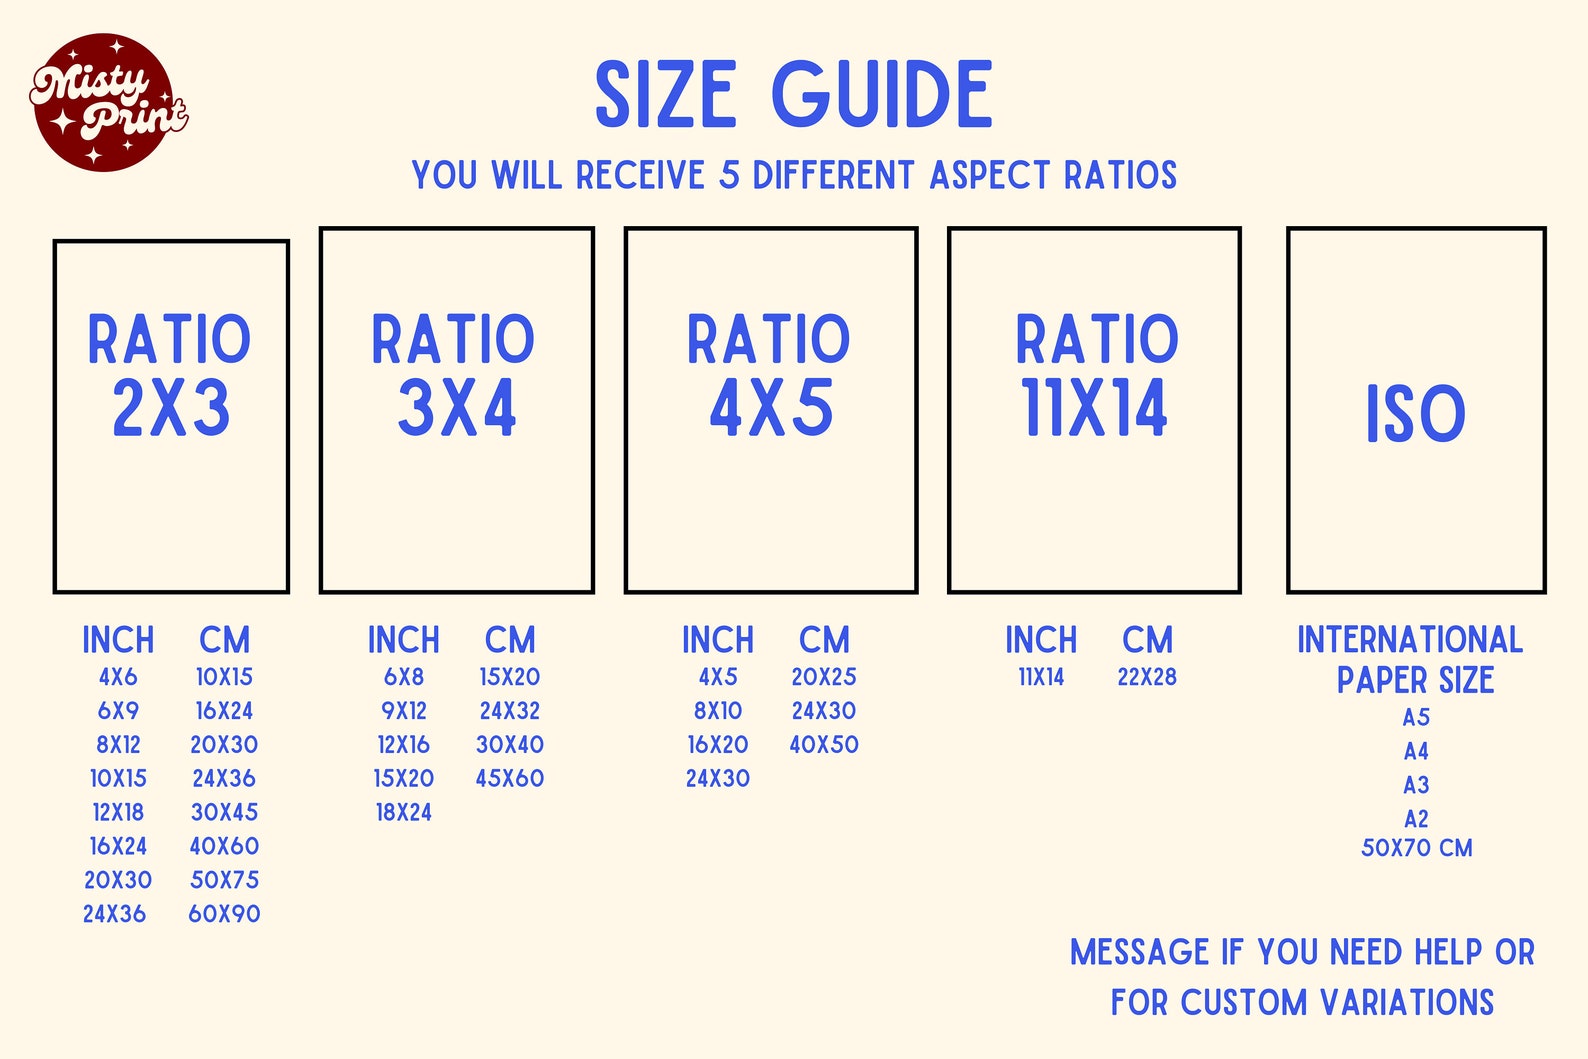 Misty
Print
SIZE GUIDE
YOU WILL RECEIVE 5 DIFFERENT ASPECT RATIOS
RATIO
2X3
RATIO
3X4
RATIO
4X5
RATIO
11X14
ISO
INCH CM
4X6 10X15
6X9 16X24
8X12 20X30
10X15 24X36
12X18 30X45
16X24 40X60
20X30 50X75
24X36 60X90
INCH CM
6X8 15X20
9X12 24X32
12X16 30X40
15X20 45X60
18X24
INCH CM
4X5 20X25
8X10 24X30
16X20 40X50
24X30
INCH CM
11X14 22X28
INTERNATIONAL
PAPER SIZE
A5
A4
A3
A2
50X70 CM
MESSAGE IF YOU NEED HELP OR
FOR CUSTOM VARIATIONS